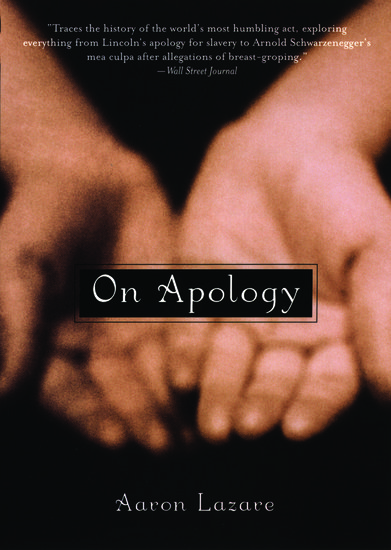 "Traces the history of the world's most humbling act. exploring
everything from Lincoln's apology for slavery to Arnold Schwarzenegger's
mea culpa after allegations of breast-groping."
—Wall Street Journal
On Apology
Aaron Lazare